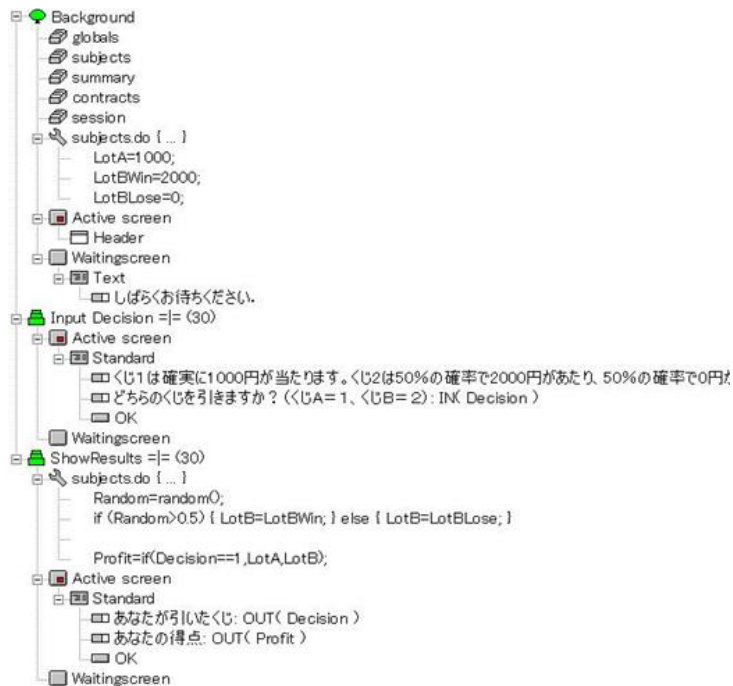 Background
globals
subjects
summary
contracts
session
subjects.do { ... }
LotA=1000;
LotBWin=2000;
LotBLose=0;
Active screen
Header
Waitingscreen
Text
しばらくお待ちください.
Input Decision =|= (30)
Active screen
Standard
くじ1は確実に1000円が当たります。くじ2は50%の確率で2000円があたり、50%の確率で0円が
どちらのくじを引きますか？(くじA=1、くじB=2): IN( Decision )
OK
Waitingscreen
ShowResults =|= (30)
subjects.do { ... }
Random=random();
if (Random>0.5) { LotB=LotBWin; } else { LotB=LotBLose; }
Profit=if(Decision==1,LotA,LotB);
Active screen
Standard
あなたが引いたくじ: OUT( Decision )
あなたの得点: OUT( Profit )
OK
Waitingscreen